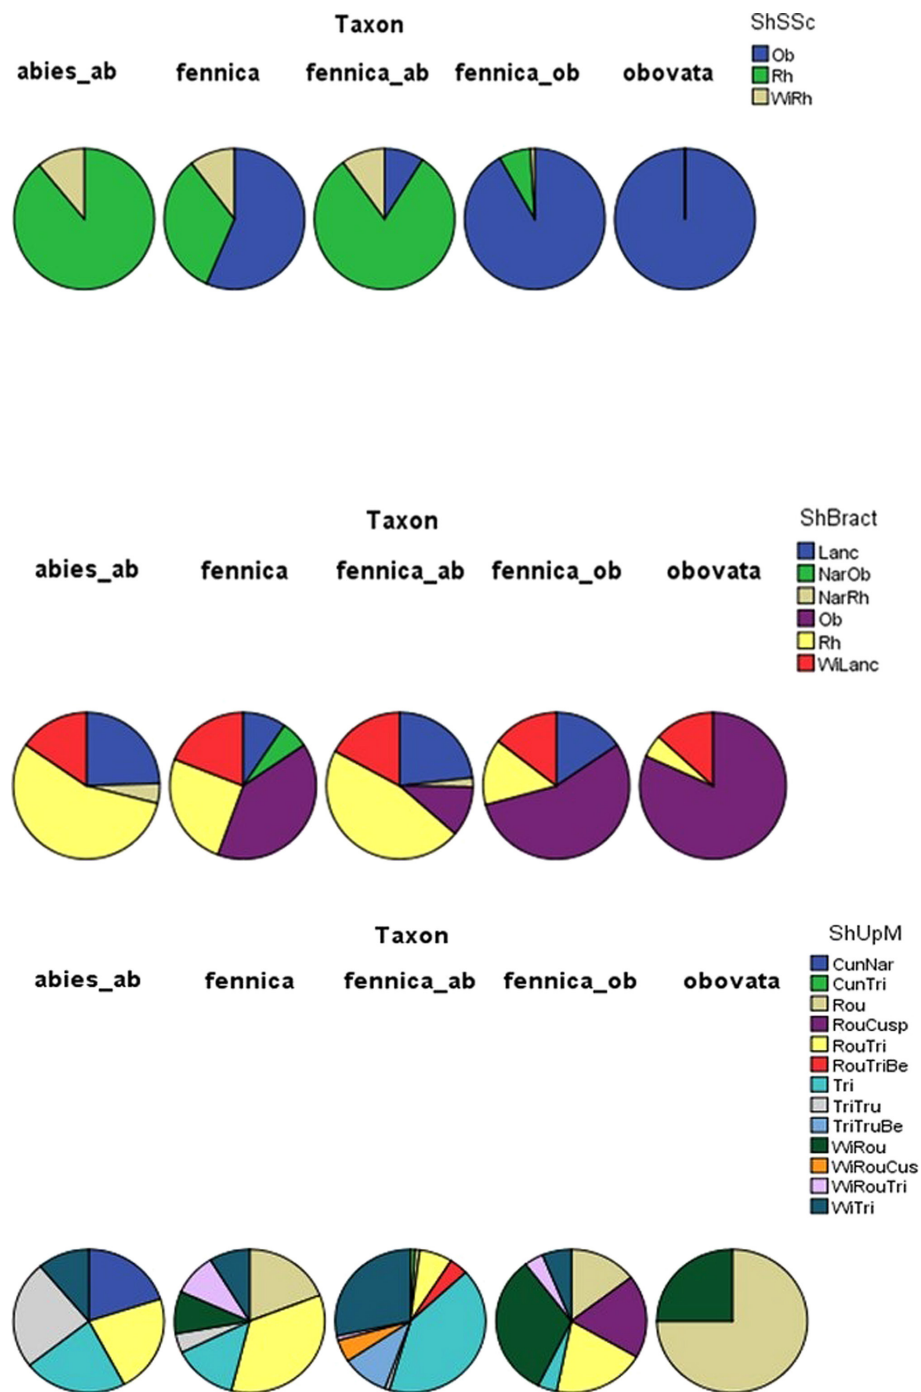 Taxon
abies_ab fennica fennica_ab fennica_ob obovata
ShSSc
Ob
Rh
WiRh
Taxon
abies_ab fennica fennica_ab fennica_ob obovata
ShBract
Lanc
NarOb
NarRh
Ob
Rh
WiLanc
Taxon
abies_ab fennica fennica_ab fennica_ob obovata
ShUpM
CunNar
CunTri
Rou
RouCusp
RouTri
RouTriBe
Tri
TriTru
TriTruBe
WiRou
WiRouCus
WiRouTri
WiTri